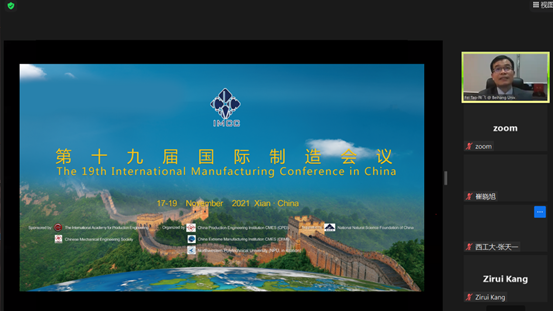 视图
IMCC
第十九届国际制造会议
The 19th International Manufacturing Conference in China
17-19 · November · 2021 Xian · China
Sponsored by
The International Academy for Production Engineering
Chinese Mechanical Engineering Society
Organized by
China Production Engineering Institution CMES (CPEI)
China Extreme Manufacturing Institution CMES
Northwestern Polytechnical University (NPU)
National Natural Science Foundation of China
zoom
zoom
崔晓旭
西工大-张天一
Zirui Kang
Zirui Kang